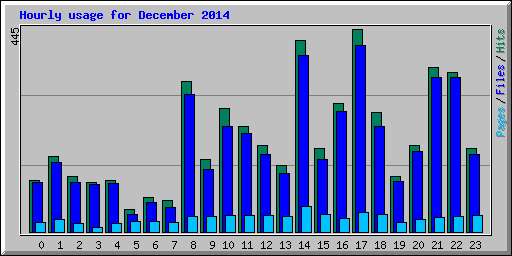 Hourly usage for December 2014
445
Pages / Files / Hits
0 1 2 3 4 5 6 7 8 9 10 11 12 13 14 15 16 17 18 19 20 21 22 23